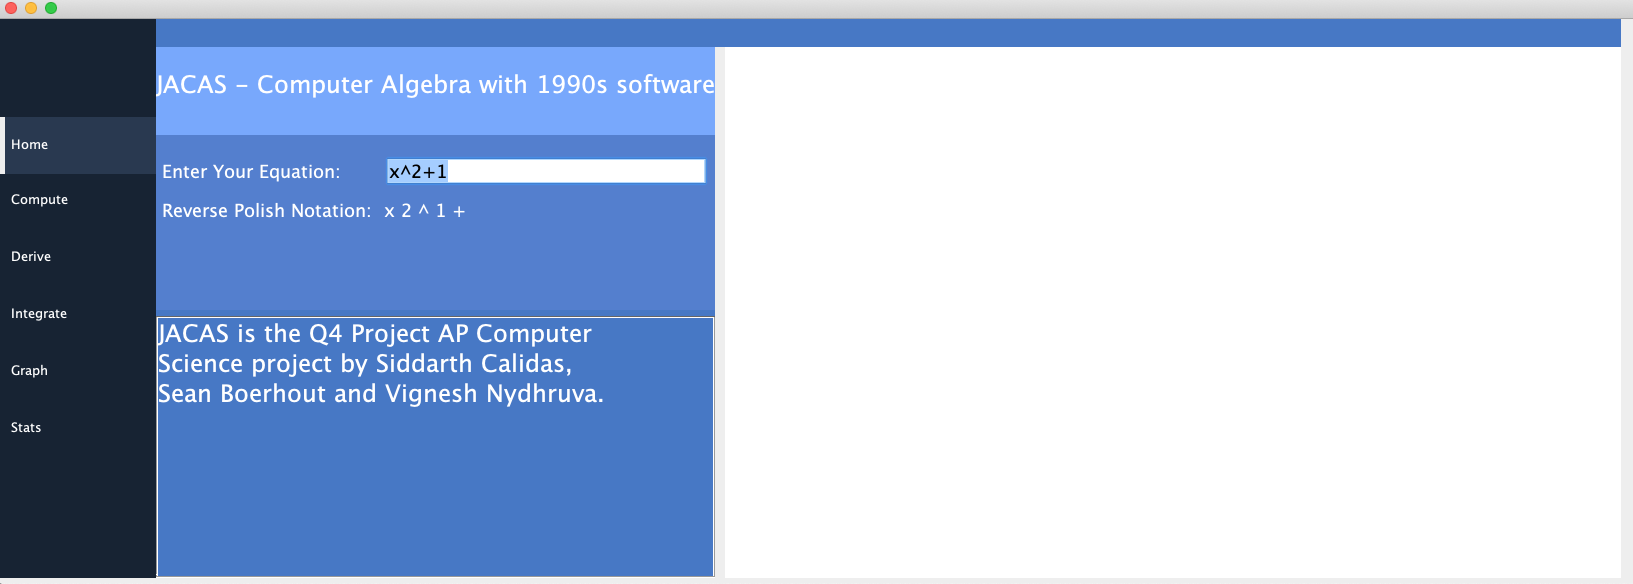 JACAS – Computer Algebra with 1990s software
Home
Compute
Derive
Integrate
Graph
Stats
Enter Your Equation: x^2+1
Reverse Polish Notation: x 2 ^ 1 +
JACAS is the Q4 Project AP Computer
Science project by Siddarth Calidas,
Sean Boerhout and Vignesh Nydhruva.